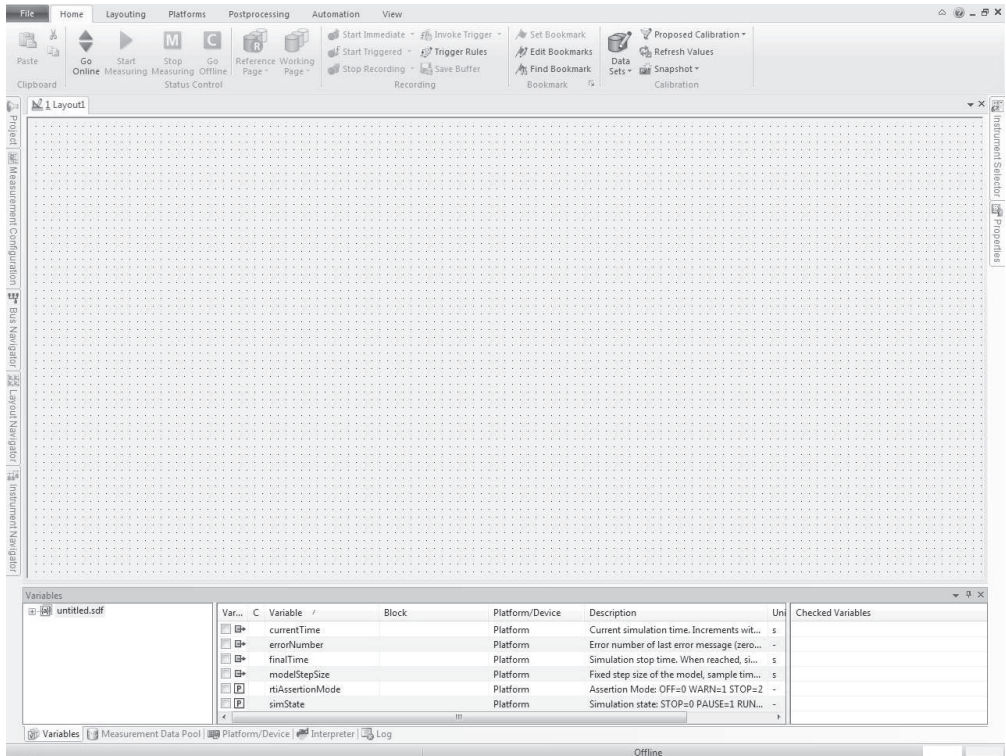 File Home Layouting Platforms Postprocessing Automation View
Paste
Clipboard
Go Online
Start Measuring
Stop Measuring
Go Offline
Status Control
Reference Page
Working Page
Start Immediate Invoke Trigger
Start Triggered Trigger Rules
Stop Recording Save Buffer
Recording
Set Bookmark
Edit Bookmarks
Find Bookmark
Bookmark
Data Sets
Proposed Calibration
Refresh Values
Snapshot
Calibration
1 Layout1
Project
Measurement Configuration
Bus Navigator
Layout Navigator
Instrument Navigator
Instrument Selector
Properties
Variables
untitled.sdf
Var... C Variable Block Platform/Device Description Uni Checked Variables
currentTime Platform Current simulation time. Increments wit... s
errorNumber Platform Error number of last error message (zero... -
finalTime Platform Simulation stop time. When reached, si... s
modelStepSize Platform Fixed step size of the model, sample tim... s
P rtiAssertionMode Platform Assertion Mode: OFF=0 WARN=1 STOP=2 -
P simState Platform Simulation state: STOP=0 PAUSE=1 RUN... -
Variables Measurement Data Pool Platform/Device Interpreter Log
Offline